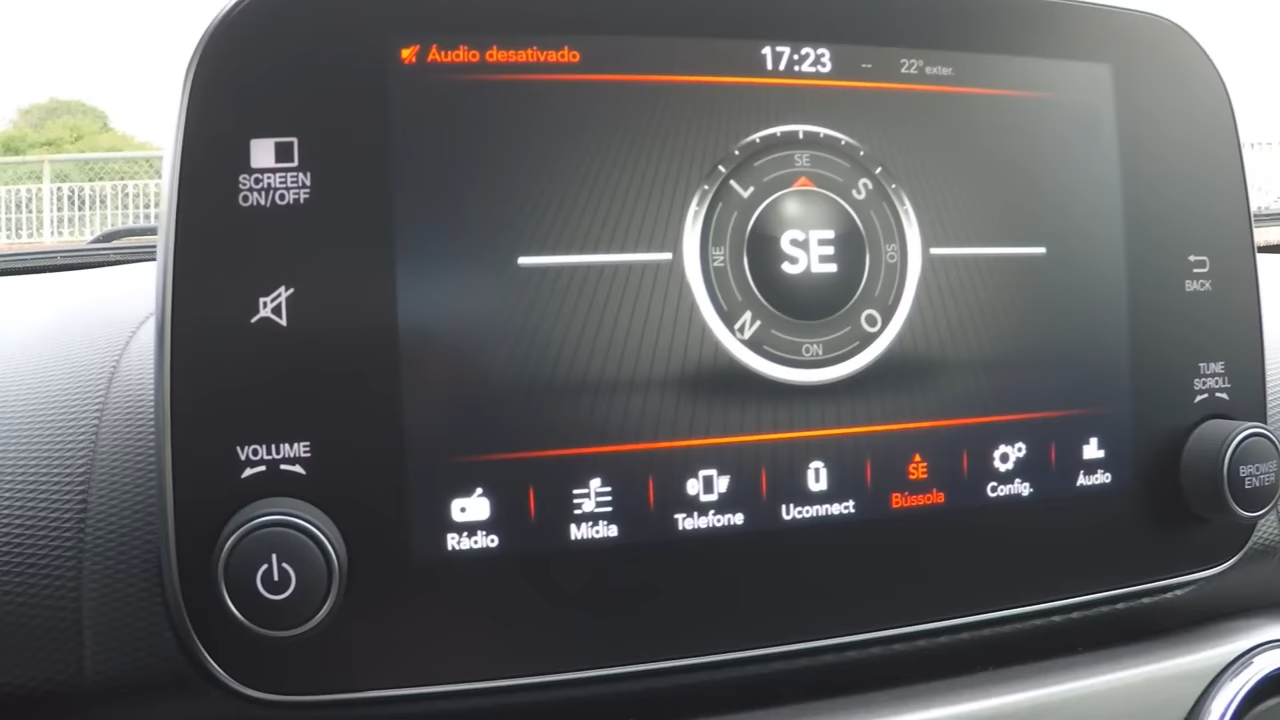 Áudio desativado
17:23
--
22° exter.
SCREEN
ON/OFF
SE
L
S
SE
NE
SO
N
O
NO
BACK
TUNE
SCROLL
VOLUME
BROWSE
ENTER
SE
Rádio
Mídia
Telefone
Uconnect
Bússola
Config.
Áudio